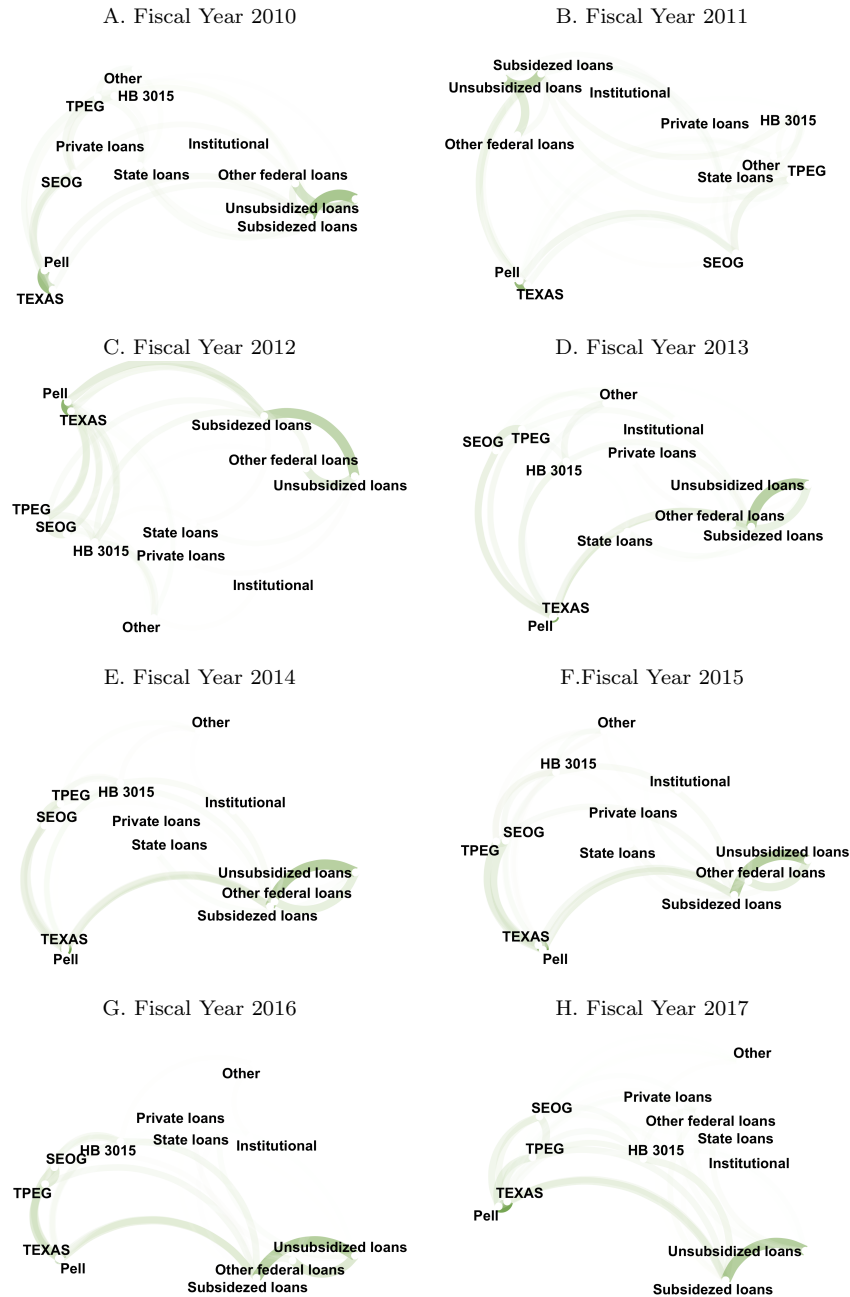 A. Fiscal Year 2010
Other
HB 3015
TPEG
Private loans
Institutional
SEOG
State loans
Other federal loans
Unsubsidized loans
Subsidezed loans
Pell
TEXAS
B. Fiscal Year 2011
Subsidezed loans
Unsubsidized loans
Institutional
Private loans
HB 3015
Other federal loans
Other
TPEG
State loans
SEOG
Pell
TEXAS
C. Fiscal Year 2012
Pell
TEXAS
Subsidezed loans
Other federal loans
Unsubsidized loans
TPEG
SEOG
State loans
HB 3015
Private loans
Institutional
Other
D. Fiscal Year 2013
Other
Institutional
SEOG
TPEG
Private loans
HB 3015
Unsubsidized loans
Other federal loans
Subsidezed loans
State loans
TEXAS
Pell
E. Fiscal Year 2014
Other
TPEG
HB 3015
Institutional
SEOG
Private loans
State loans
Unsubsidized loans
Other federal loans
Subsidezed loans
TEXAS
Pell
F.Fiscal Year 2015
Other
HB 3015
Institutional
Private loans
SEOG
TPEG
State loans
Unsubsidized loans
Other federal loans
Subsidezed loans
TEXAS
Pell
G. Fiscal Year 2016
Other
Private loans
State loans
Institutional
HB 3015
SEOG
TPEG
TEXAS
Unsubsidized loans
Pell
Other federal loans
Subsidezed loans
H. Fiscal Year 2017
Other
Private loans
SEOG
Other federal loans
State loans
TPEG
HB 3015
Institutional
TEXAS
Pell
Unsubsidized loans
Subsidezed loans